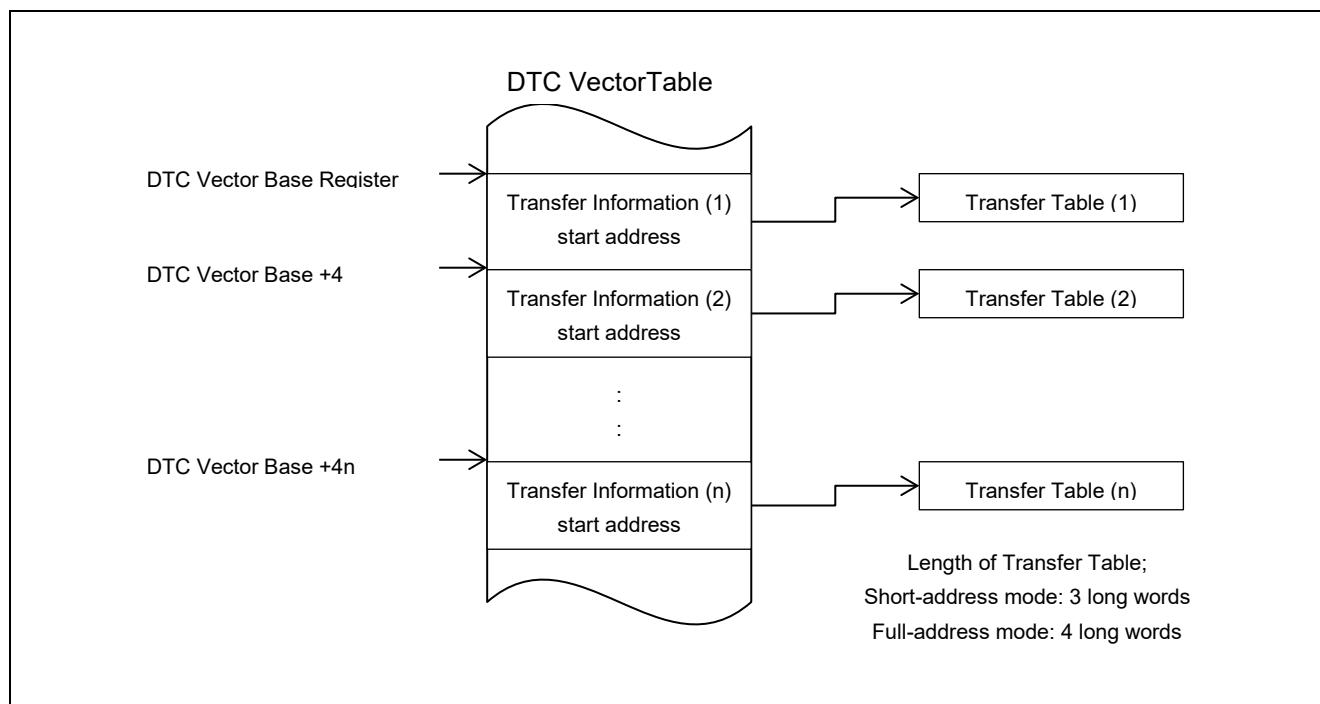 DTC VectorTable
DTC Vector Base Register
Transfer Information (1)
start address
Transfer Table (1)
DTC Vector Base +4
Transfer Information (2)
start address
Transfer Table (2)
:
:
DTC Vector Base +4n
Transfer Information (n)
start address
Transfer Table (n)
Length of Transfer Table;
Short-address mode: 3 long words
Full-address mode: 4 long words